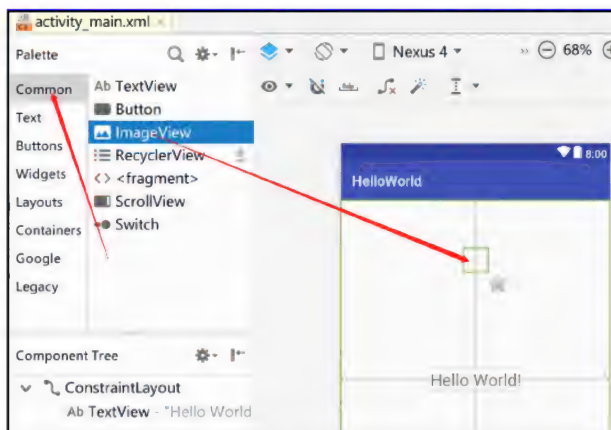 activity_main.xml
Palette
Nexus 4
68%
Common
Text
Buttons
Widgets
Layouts
Containers
Google
Legacy
Ab TextView
Button
ImageView
RecyclerView
<> <fragment>
ScrollView
Switch
8:00
HelloWorld
Hello World!
Component Tree
ConstraintLayout
Ab TextView - "Hello World